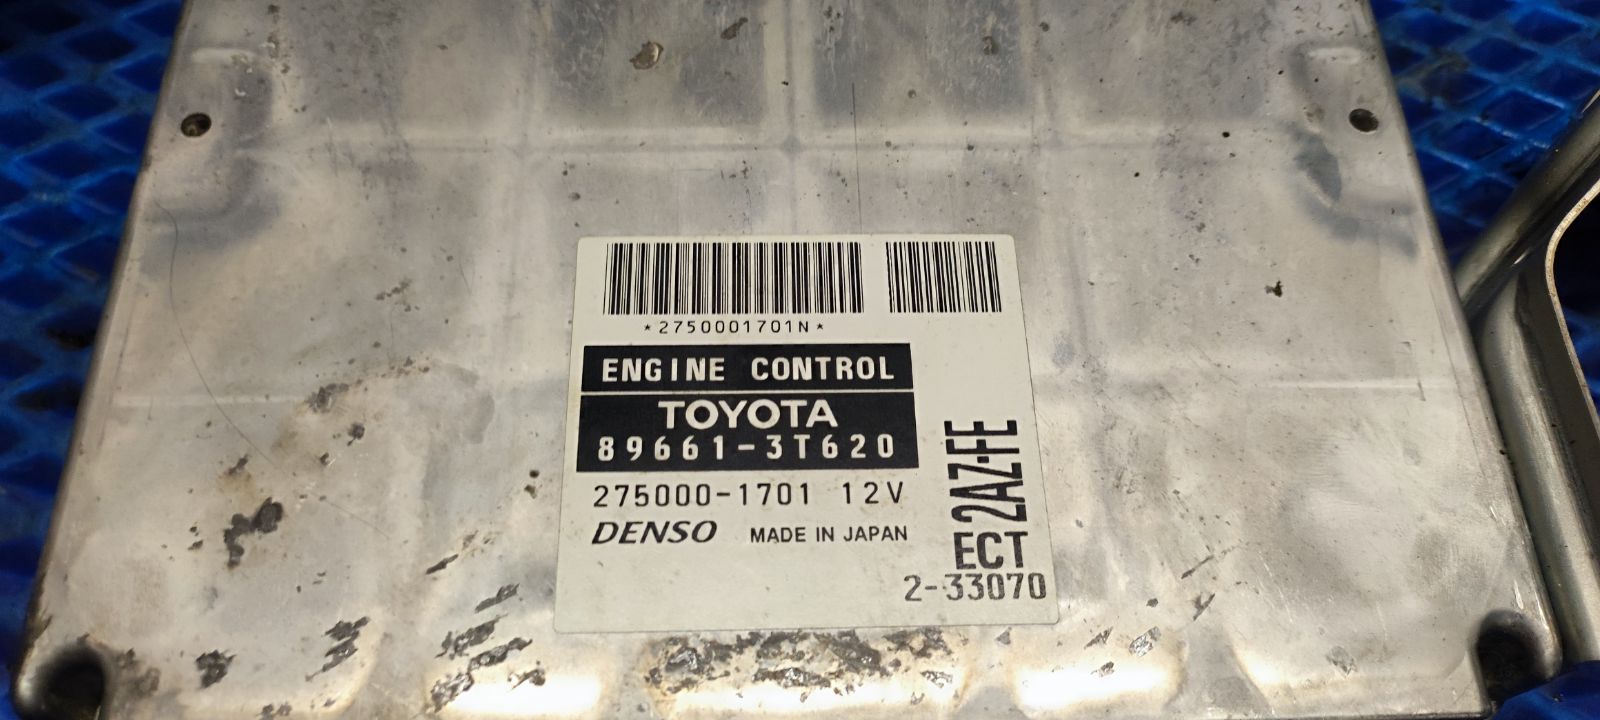 *2750001701N*
ENGINE CONTROL
TOYOTA
89661-3T620
275000-1701 12V
DENSO MADE IN JAPAN
2AZ-FE
ECT
2-33070